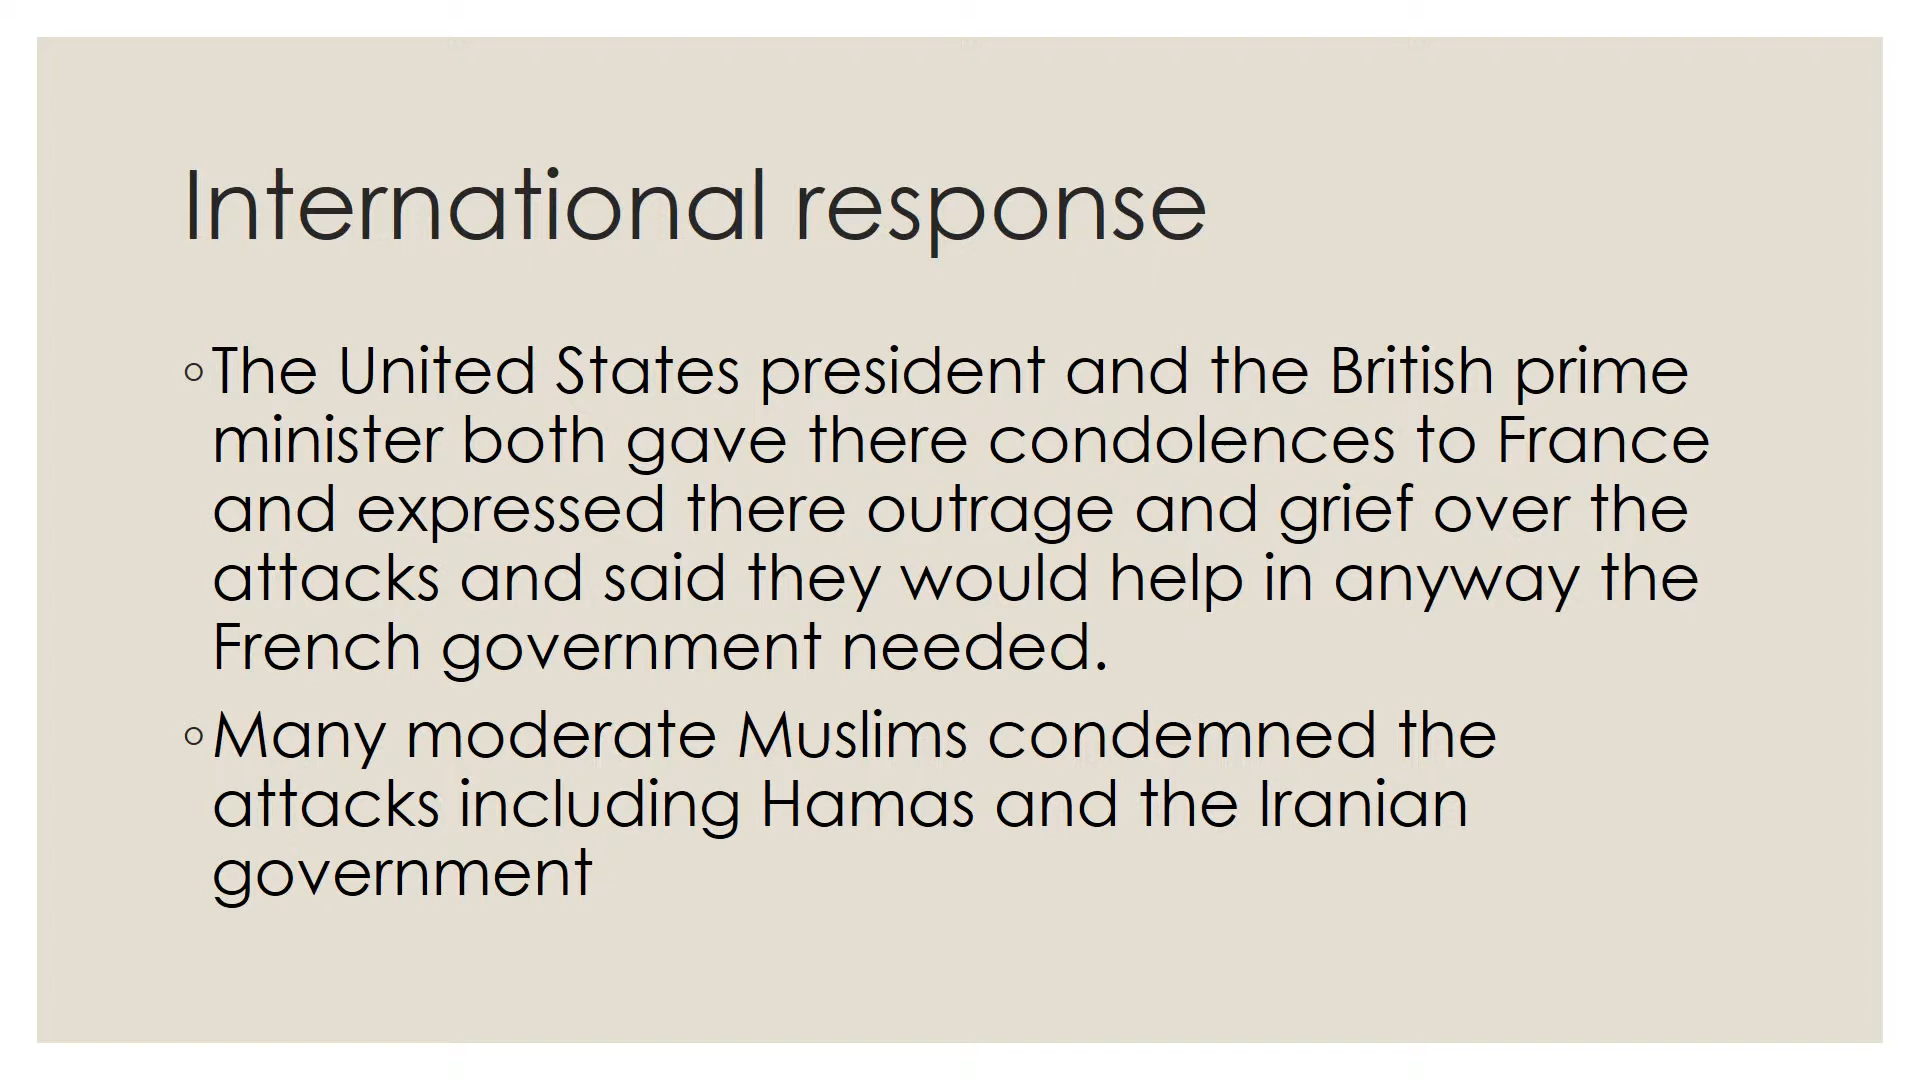 International response
◦The United States president and the British prime
minister both gave there condolences to France
and expressed there outrage and grief over the
attacks and said they would help in anyway the
French government needed.
◦Many moderate Muslims condemned the
attacks including Hamas and the Iranian
government